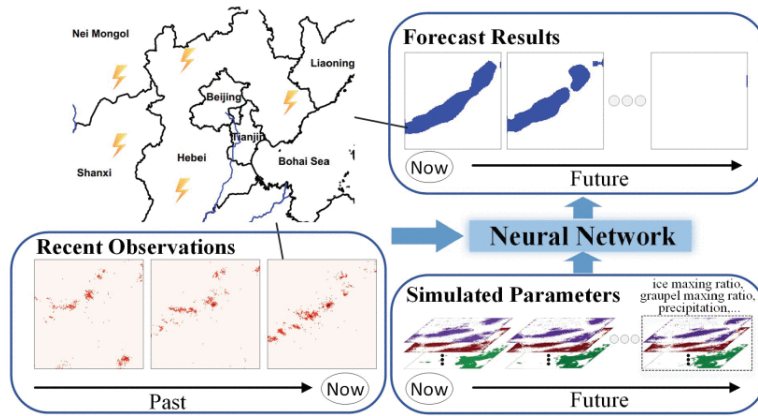 Nei Mongol
Liaoning
Beijing
Tianjin
Hebei
Shanxi
Bohai Sea
Forecast Results
Now
Future
Recent Observations
Past
Now
Neural Network
Simulated Parameters
ice maxing ratio,
graupel maxing ratio,
precipitation,...
Now
Future